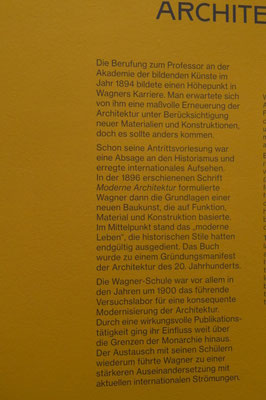 ARCHITE
Die Berufung zum Professor an der
Akademie der bildenden Künste im
Jahr 1894 bildete einen Höhepunkt in
Wagners Karriere. Man erwartete sich
von ihm eine maßvolle Erneuerung der
Architektur unter Berücksichtigung
neuer Materialien und Konstruktionen,
doch es sollte anders kommen.
Schon seine Antrittsvorlesung war
eine Absage an den Historismus und
erregte internationales Aufsehen.
In der 1896 erschienenen Schrift
Moderne Architektur formulierte
Wagner dann die Grundlagen einer
neuen Baukunst, die auf Funktion,
Material und Konstruktion basierte.
Im Mittelpunkt stand das „moderne
Leben“, die historischen Stile hatten
endgültig ausgedient. Das Buch
wurde zu einem Gründungsmanifest
der Architektur des 20. Jahrhunderts.
Die Wagner-Schule war vor allem in
den Jahren um 1900 das führende
Versuchslabor für eine konsequente
Modernisierung der Architektur.
Durch eine wirkungsvolle Publikations-
tätigkeit ging ihr Einfluss weit über
die Grenzen der Monarchie hinaus.
Der Austausch mit seinen Schülern
wiederum führte Wagner zu einer
stärkeren Auseinandersetzung mit
aktuellen internationalen Strömungen.